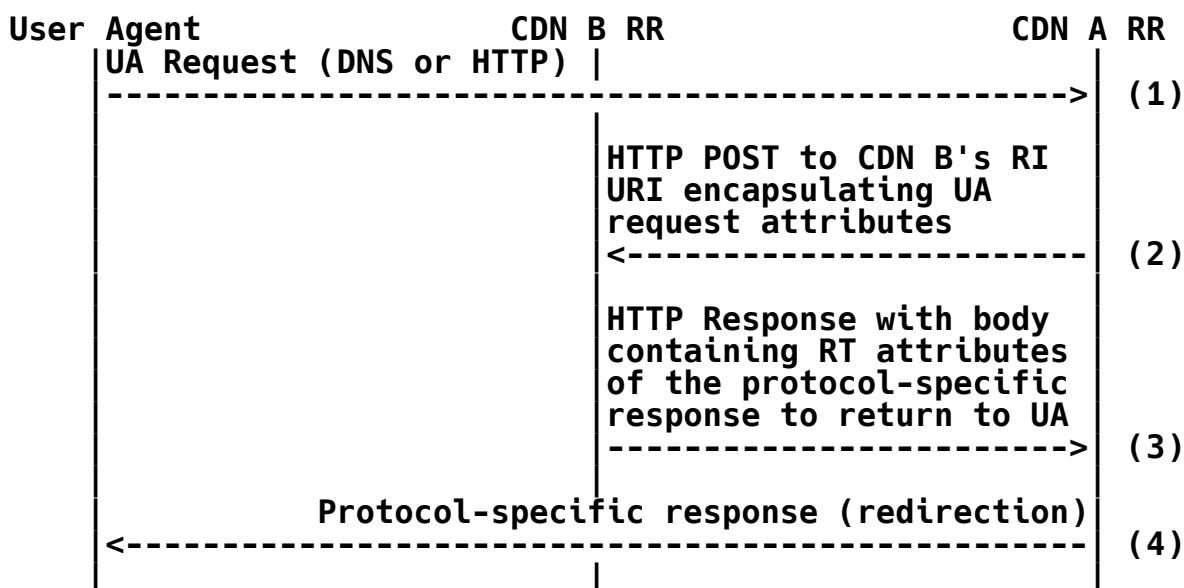 User Agent CDN B RR CDN A RR
UA Request (DNS or HTTP)
(1)
HTTP POST to CDN B's RI
URI encapsulating UA
request attributes
(2)
HTTP Response with body
containing RT attributes
of the protocol-specific
response to return to UA
(3)
Protocol-specific response (redirection)
(4)